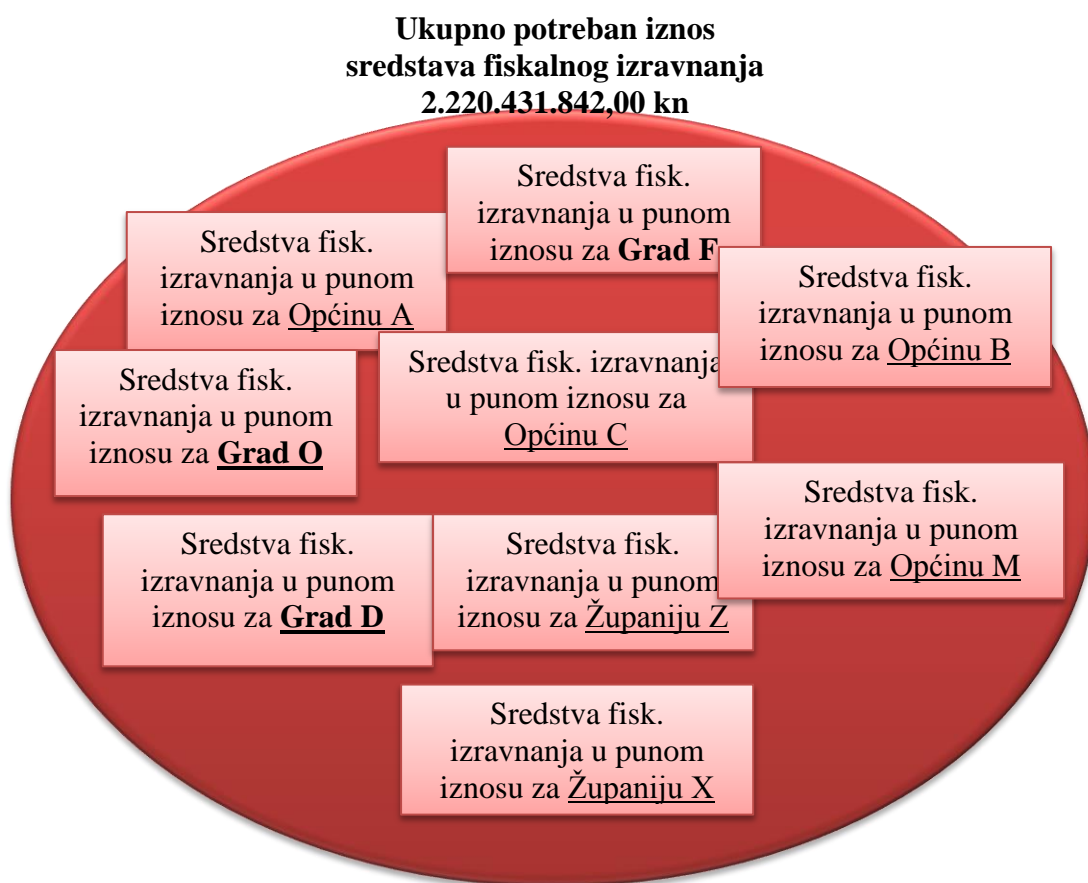 Ukupno potreban iznos
sredstava fiskalnog izravnanja
2.220.431.842,00 kn
Sredstva fisk.
izravnanja u punom
iznosu za Grad F
Sredstva fisk.
izravnanja u punom
iznosu za Općinu A
Sredstva fisk.
izravnanja u punom
iznosu za Općinu B
Sredstva fisk. izravnanja
u punom iznosu za
Općinu C
Sredstva fisk.
izravnanja u punom
iznosu za Grad O
Sredstva fisk.
izravnanja u punom
iznosu za Općinu M
Sredstva fisk.
izravnanja u punom
iznosu za Grad D
Sredstva fisk.
izravnanja u punom
iznosu za Županiju Z
Sredstva fisk.
izravnanja u punom
iznosu za Županiju X